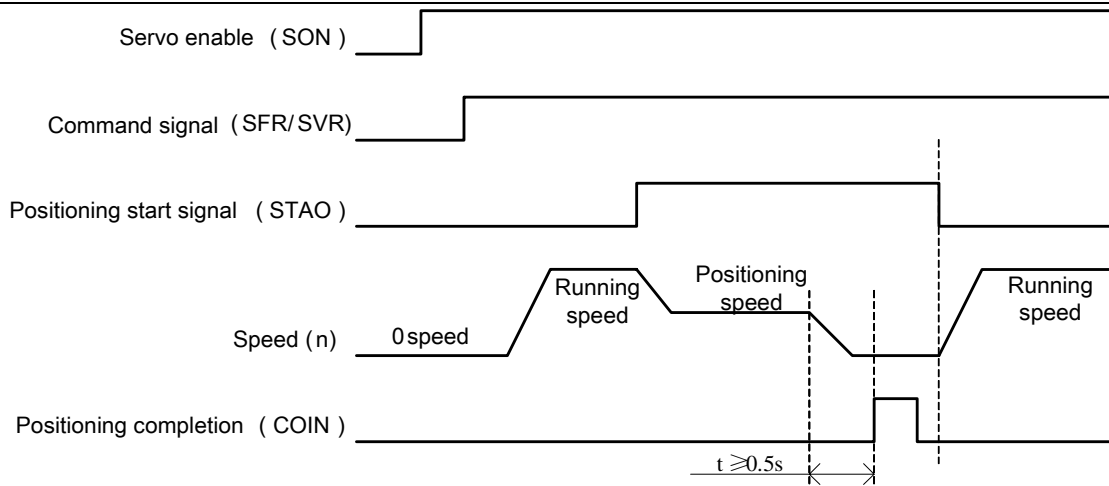 Servo enable ( SON )
Command signal ( SFR/ SVR)
Positioning start signal ( STAO )
Running speed
Positioning speed
Running speed
Speed ( n )
0 speed
Positioning completion ( COIN )
t ⩾0.5s